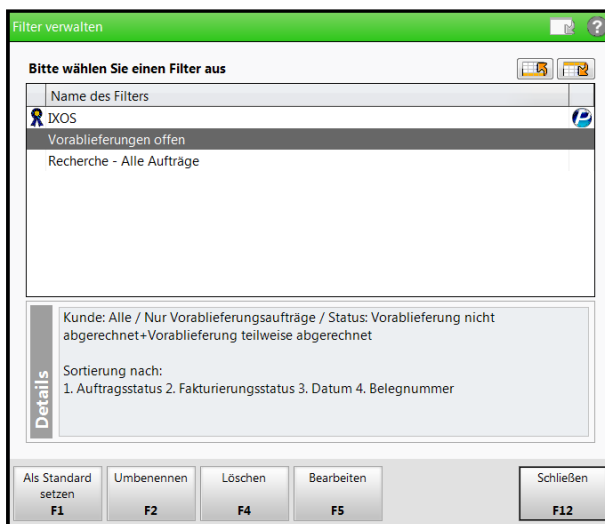 Filter verwalten
?
Bitte wählen Sie einen Filter aus
Name des Filters
IXOS
P
Vorablieferungen offen
Recherche - Alle Aufträge
Details
Kunde: Alle / Nur Vorablieferungsaufträge / Status: Vorablieferung nicht
abgerechnet+Vorablieferung teilweise abgerechnet
Sortierung nach:
1. Auftragsstatus 2. Fakturierungsstatus 3. Datum 4. Belegnummer
Als Standard
setzen
F1
Umbenennen
F2
Löschen
F4
Bearbeiten
F5
Schließen
F12